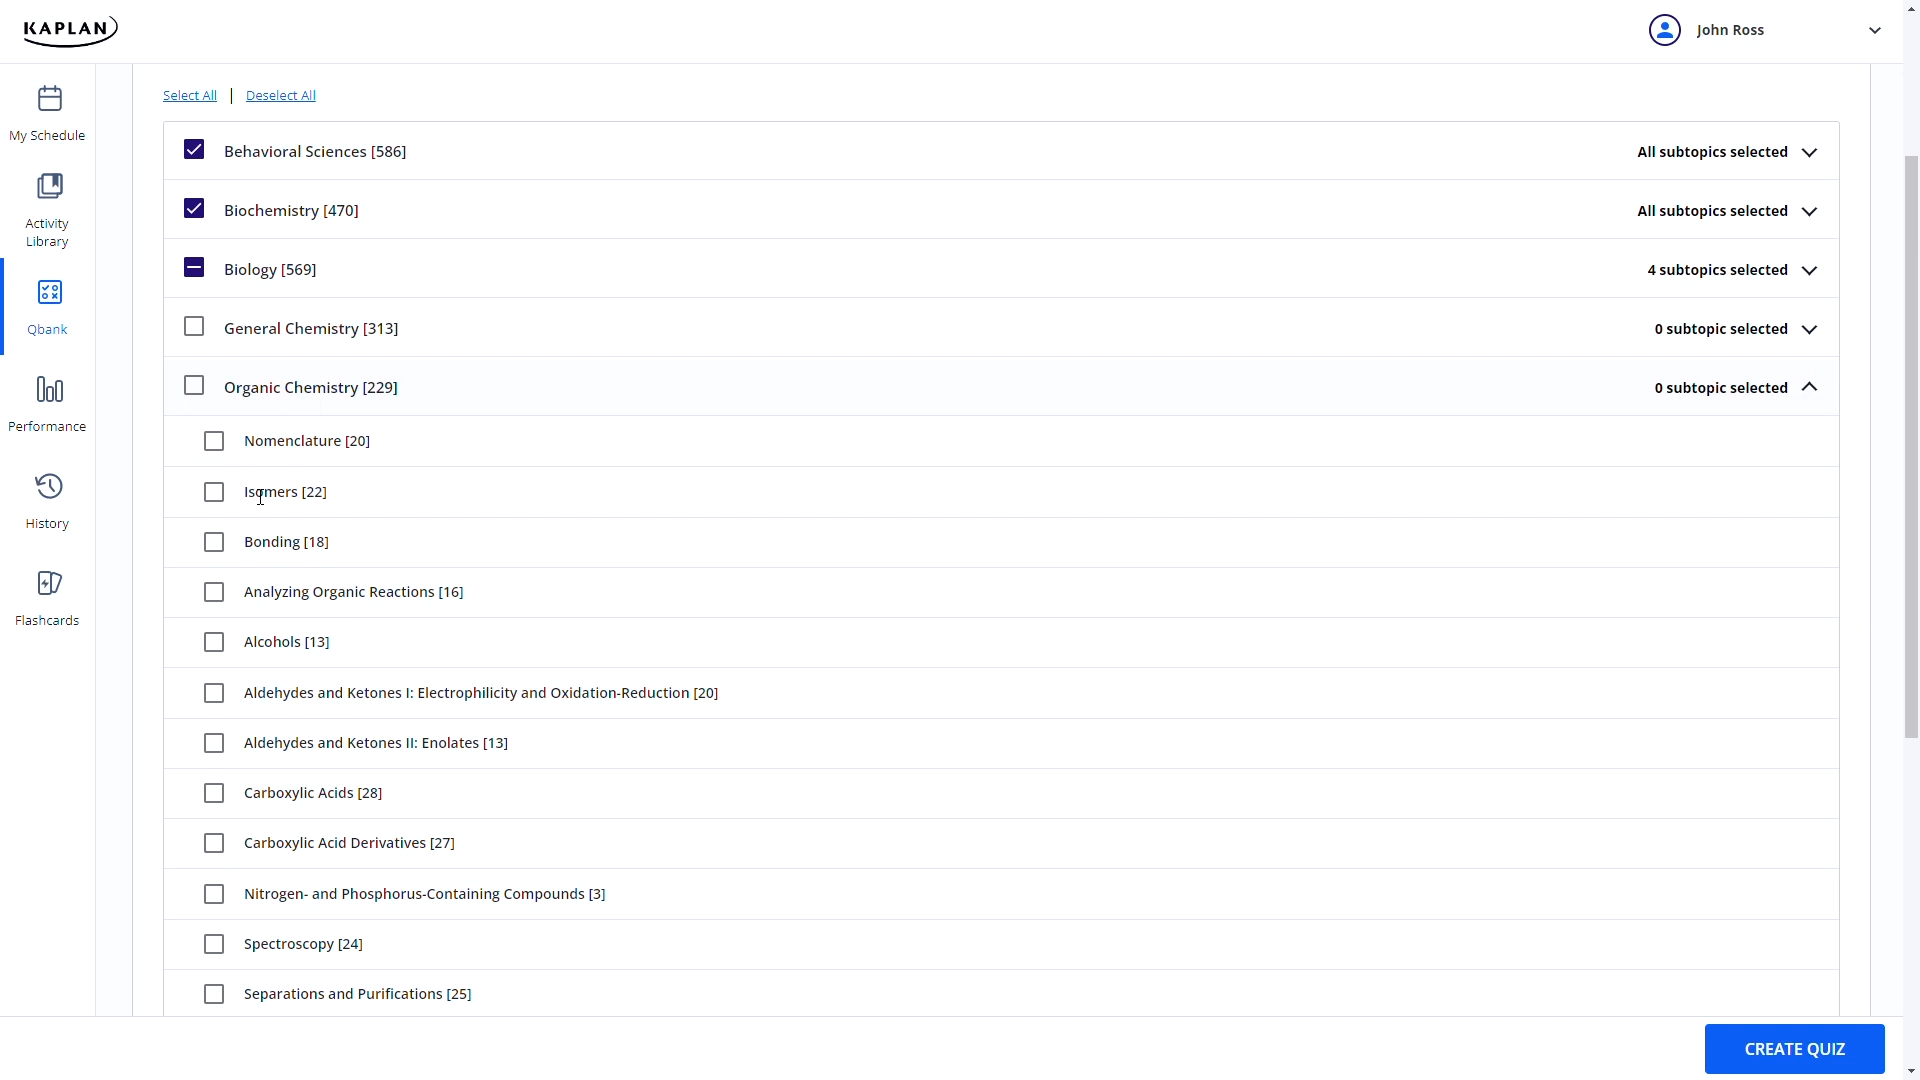 KAPLAN
John Ross
Select All | Deselect All
My Schedule
Activity
Library
Qbank
Performance
History
Flashcards
Behavioral Sciences [586]
All subtopics selected
Biochemistry [470]
All subtopics selected
Biology [569]
4 subtopics selected
General Chemistry [313]
0 subtopic selected
Organic Chemistry [229]
0 subtopic selected
Nomenclature [20]
Isomers [22]
Bonding [18]
Analyzing Organic Reactions [16]
Alcohols [13]
Aldehydes and Ketones I: Electrophilicity and Oxidation-Reduction [20]
Aldehydes and Ketones II: Enolates [13]
Carboxylic Acids [28]
Carboxylic Acid Derivatives [27]
Nitrogen- and Phosphorus-Containing Compounds [3]
Spectroscopy [24]
Separations and Purifications [25]
CREATE QUIZ